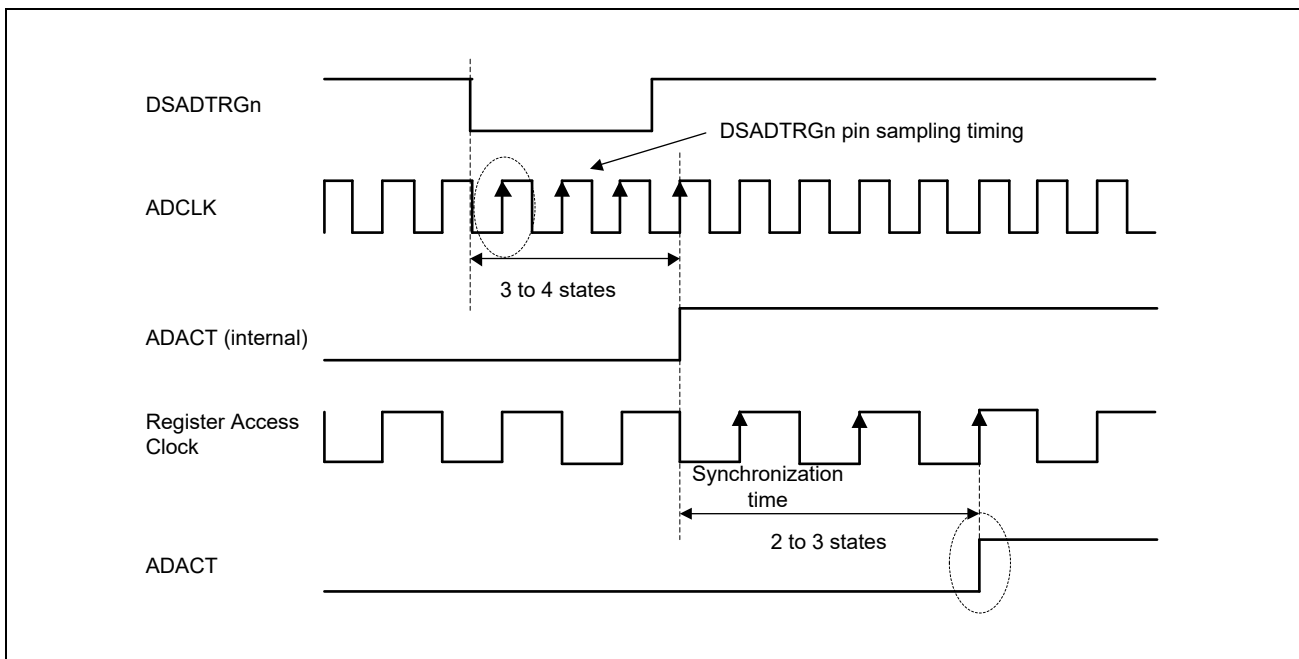 DSADTRGn
DSADTRGn pin sampling timing
ADCLK
3 to 4 states
ADACT (internal)
Register Access
Clock
Synchronization
time
2 to 3 states
ADACT